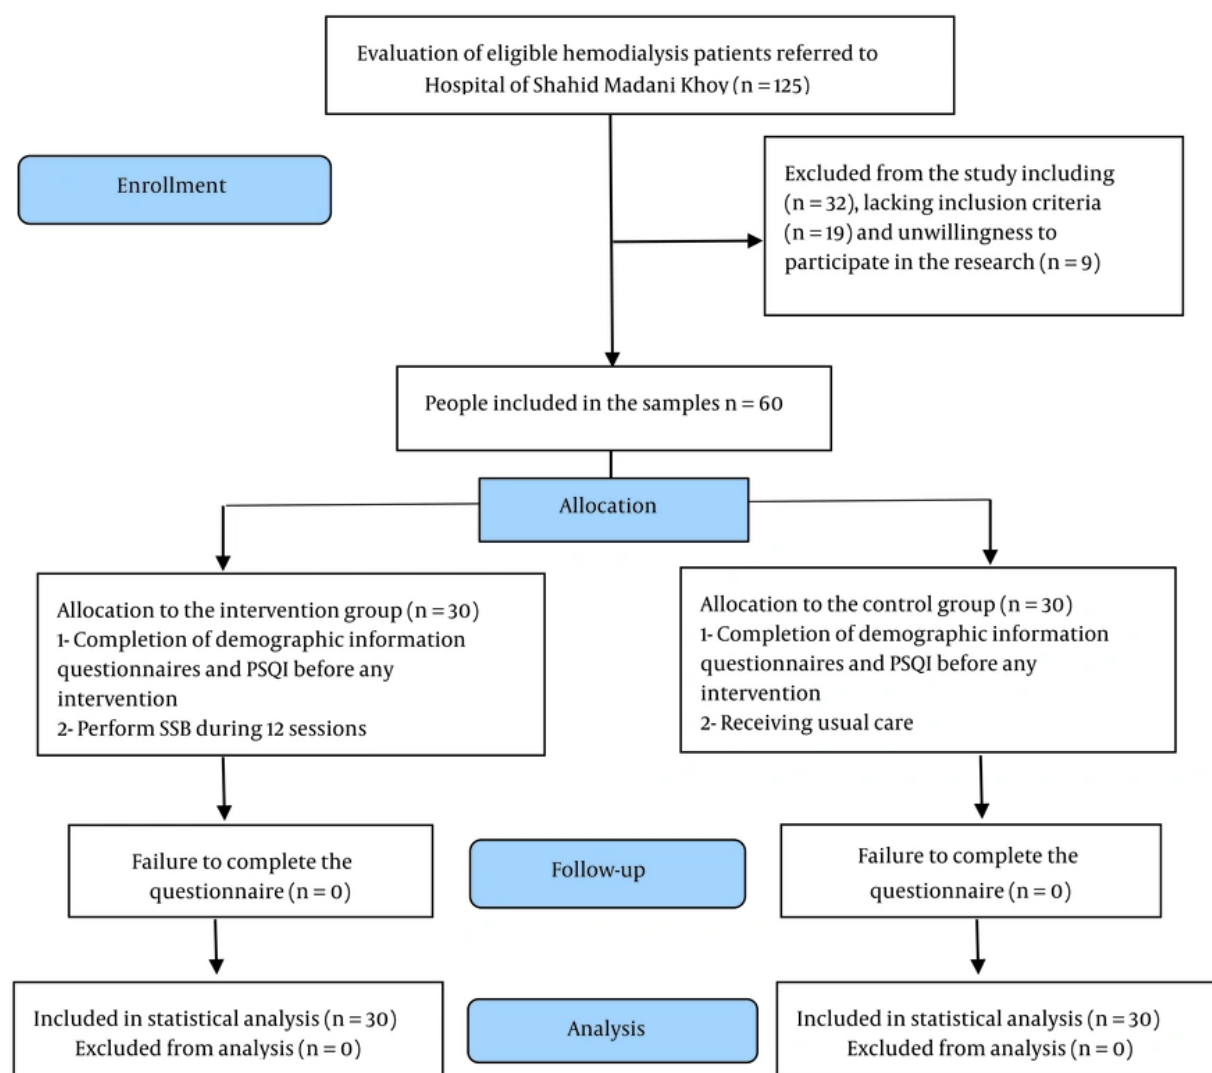 Evaluation of eligible hemodialysis patients referred to
Hospital of Shahid Madani Khoy (n = 125)
Enrollment
Excluded from the study including
(n = 32), lacking inclusion criteria
(n = 19) and unwillingness to
participate in the research (n = 9)
People included in the samples n = 60
Allocation
Allocation to the intervention group (n = 30)
1- Completion of demographic information
questionnaires and PSQI before any
intervention
2- Perform SSB during 12 sessions
Allocation to the control group (n = 30)
1- Completion of demographic information
questionnaires and PSQI before any
intervention
2- Receiving usual care
Failure to complete the
questionnaire (n = 0)
Follow-up
Failure to complete the
questionnaire (n = 0)
Included in statistical analysis (n = 30)
Excluded from analysis (n = 0)
Analysis
Included in statistical analysis (n = 30)
Excluded from analysis (n = 0)